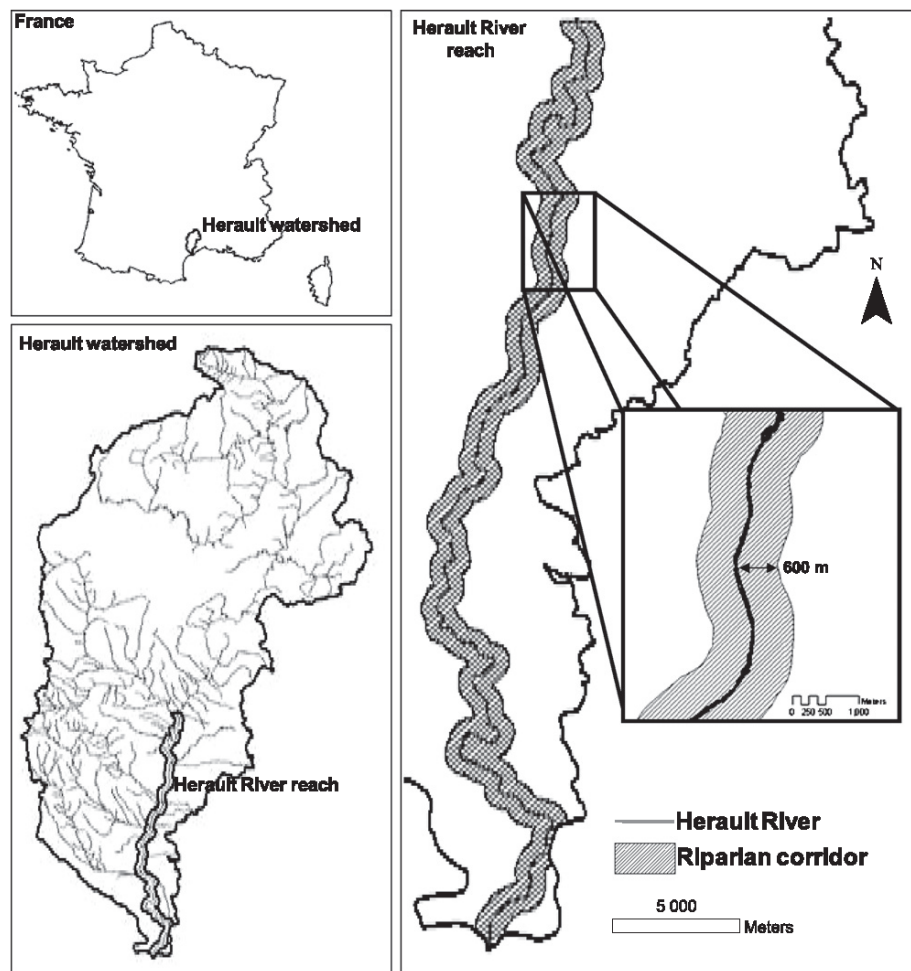 France
Herault watershed
Herault watershed
Herault River reach
Herault River
reach
N
600 m
0 250 500 1,000
Meters
Herault River
Riparian corridor
5 000
Meters